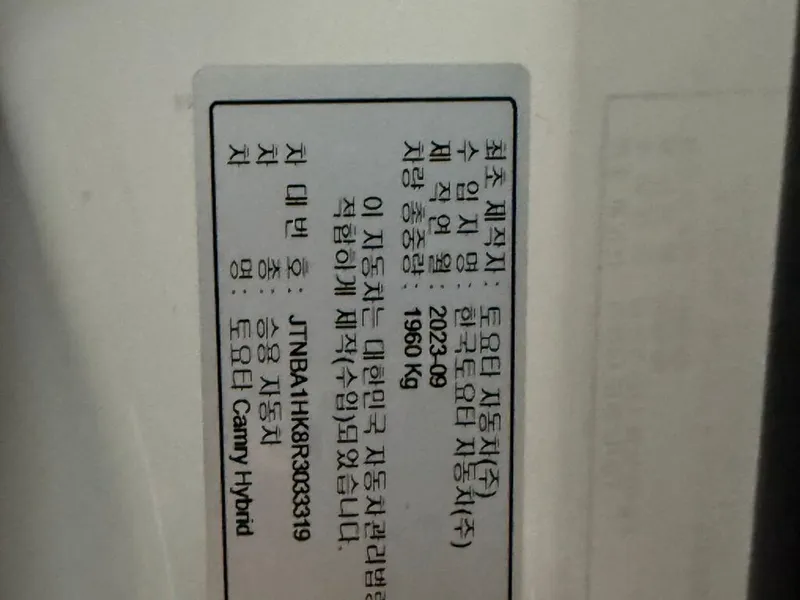 최초 제작자 : 토요타 자동차(주)
수 입 자 명 : 한국토요타 자동차(주)
제 작 연 월 : 2023-09
차량 총중량 : 1960 Kg
이 자동차는 대한민국 자동차관리법
적합하게 제작(수입)되었습니다.
차 대 번 호 : JTNBA1HK8R3033319
차 종 : 승용 자동차
차 명 : 토요타 Camry Hybrid